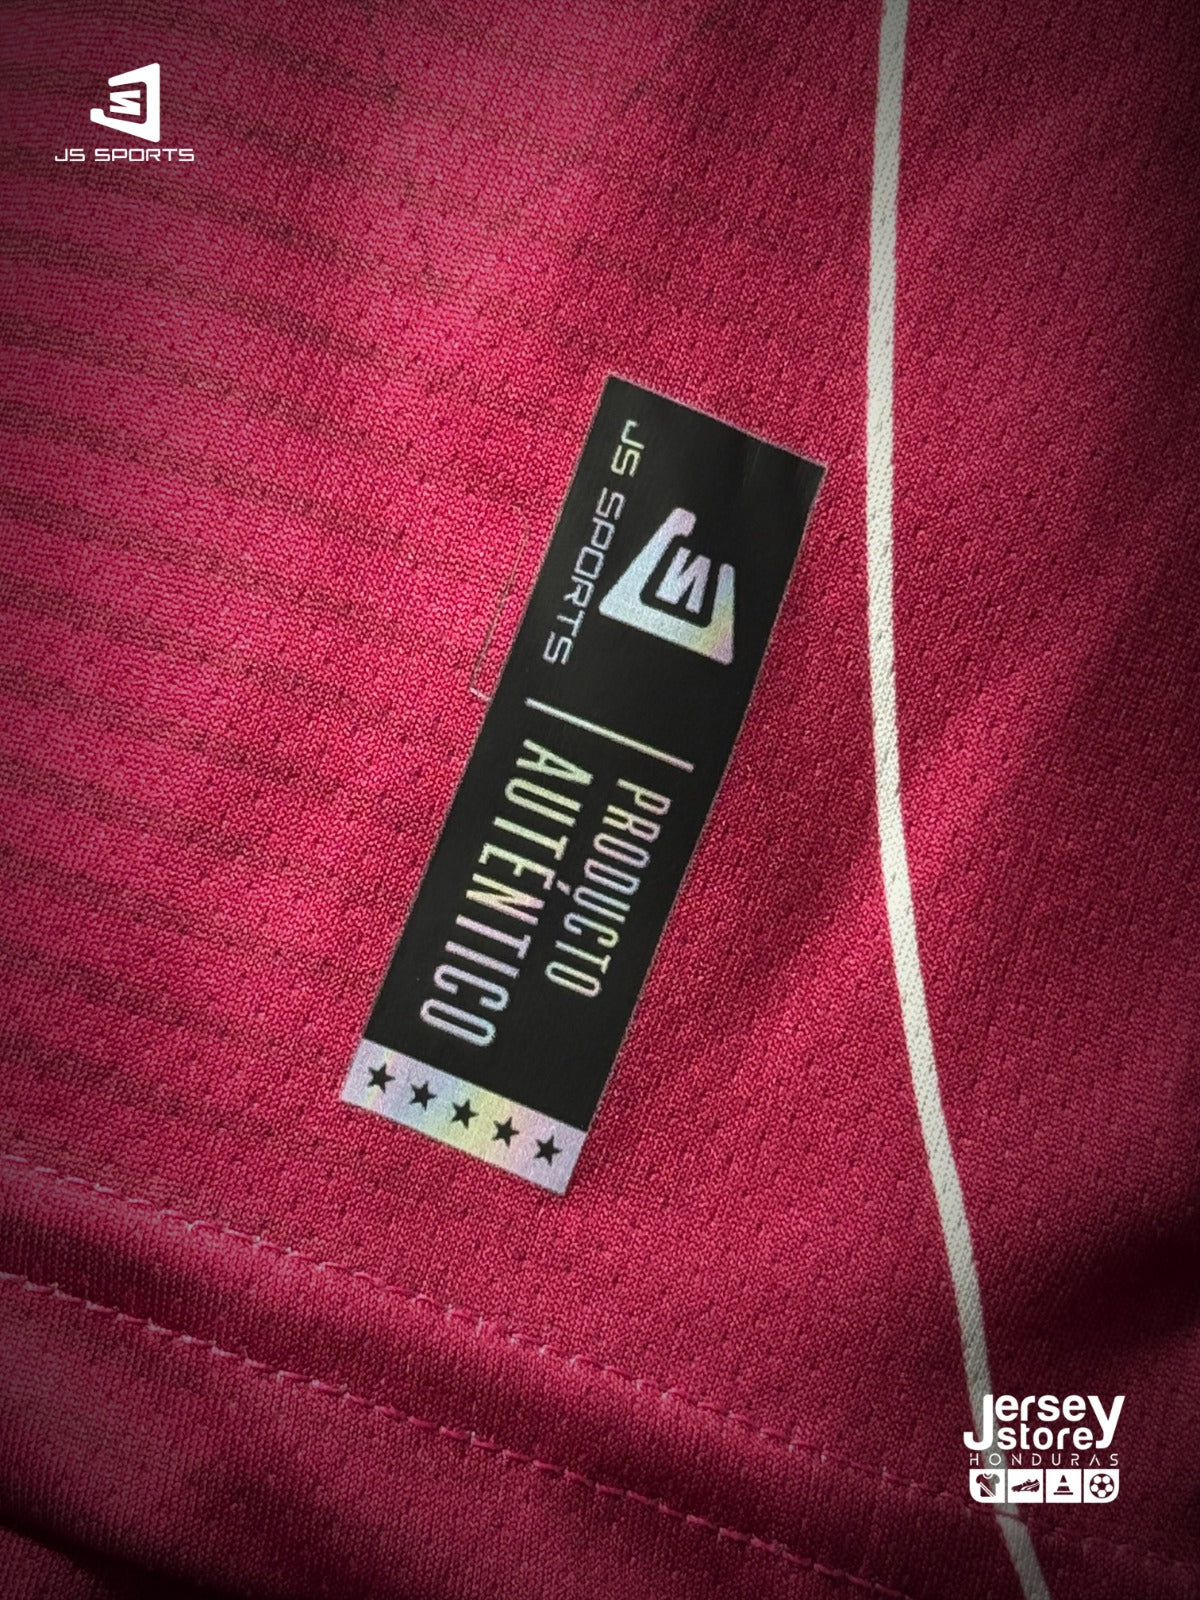 JS SPORTS
JS SPORTS
PRODUCTO
AUTÉNTICO
Jersey
store
HONDURAS